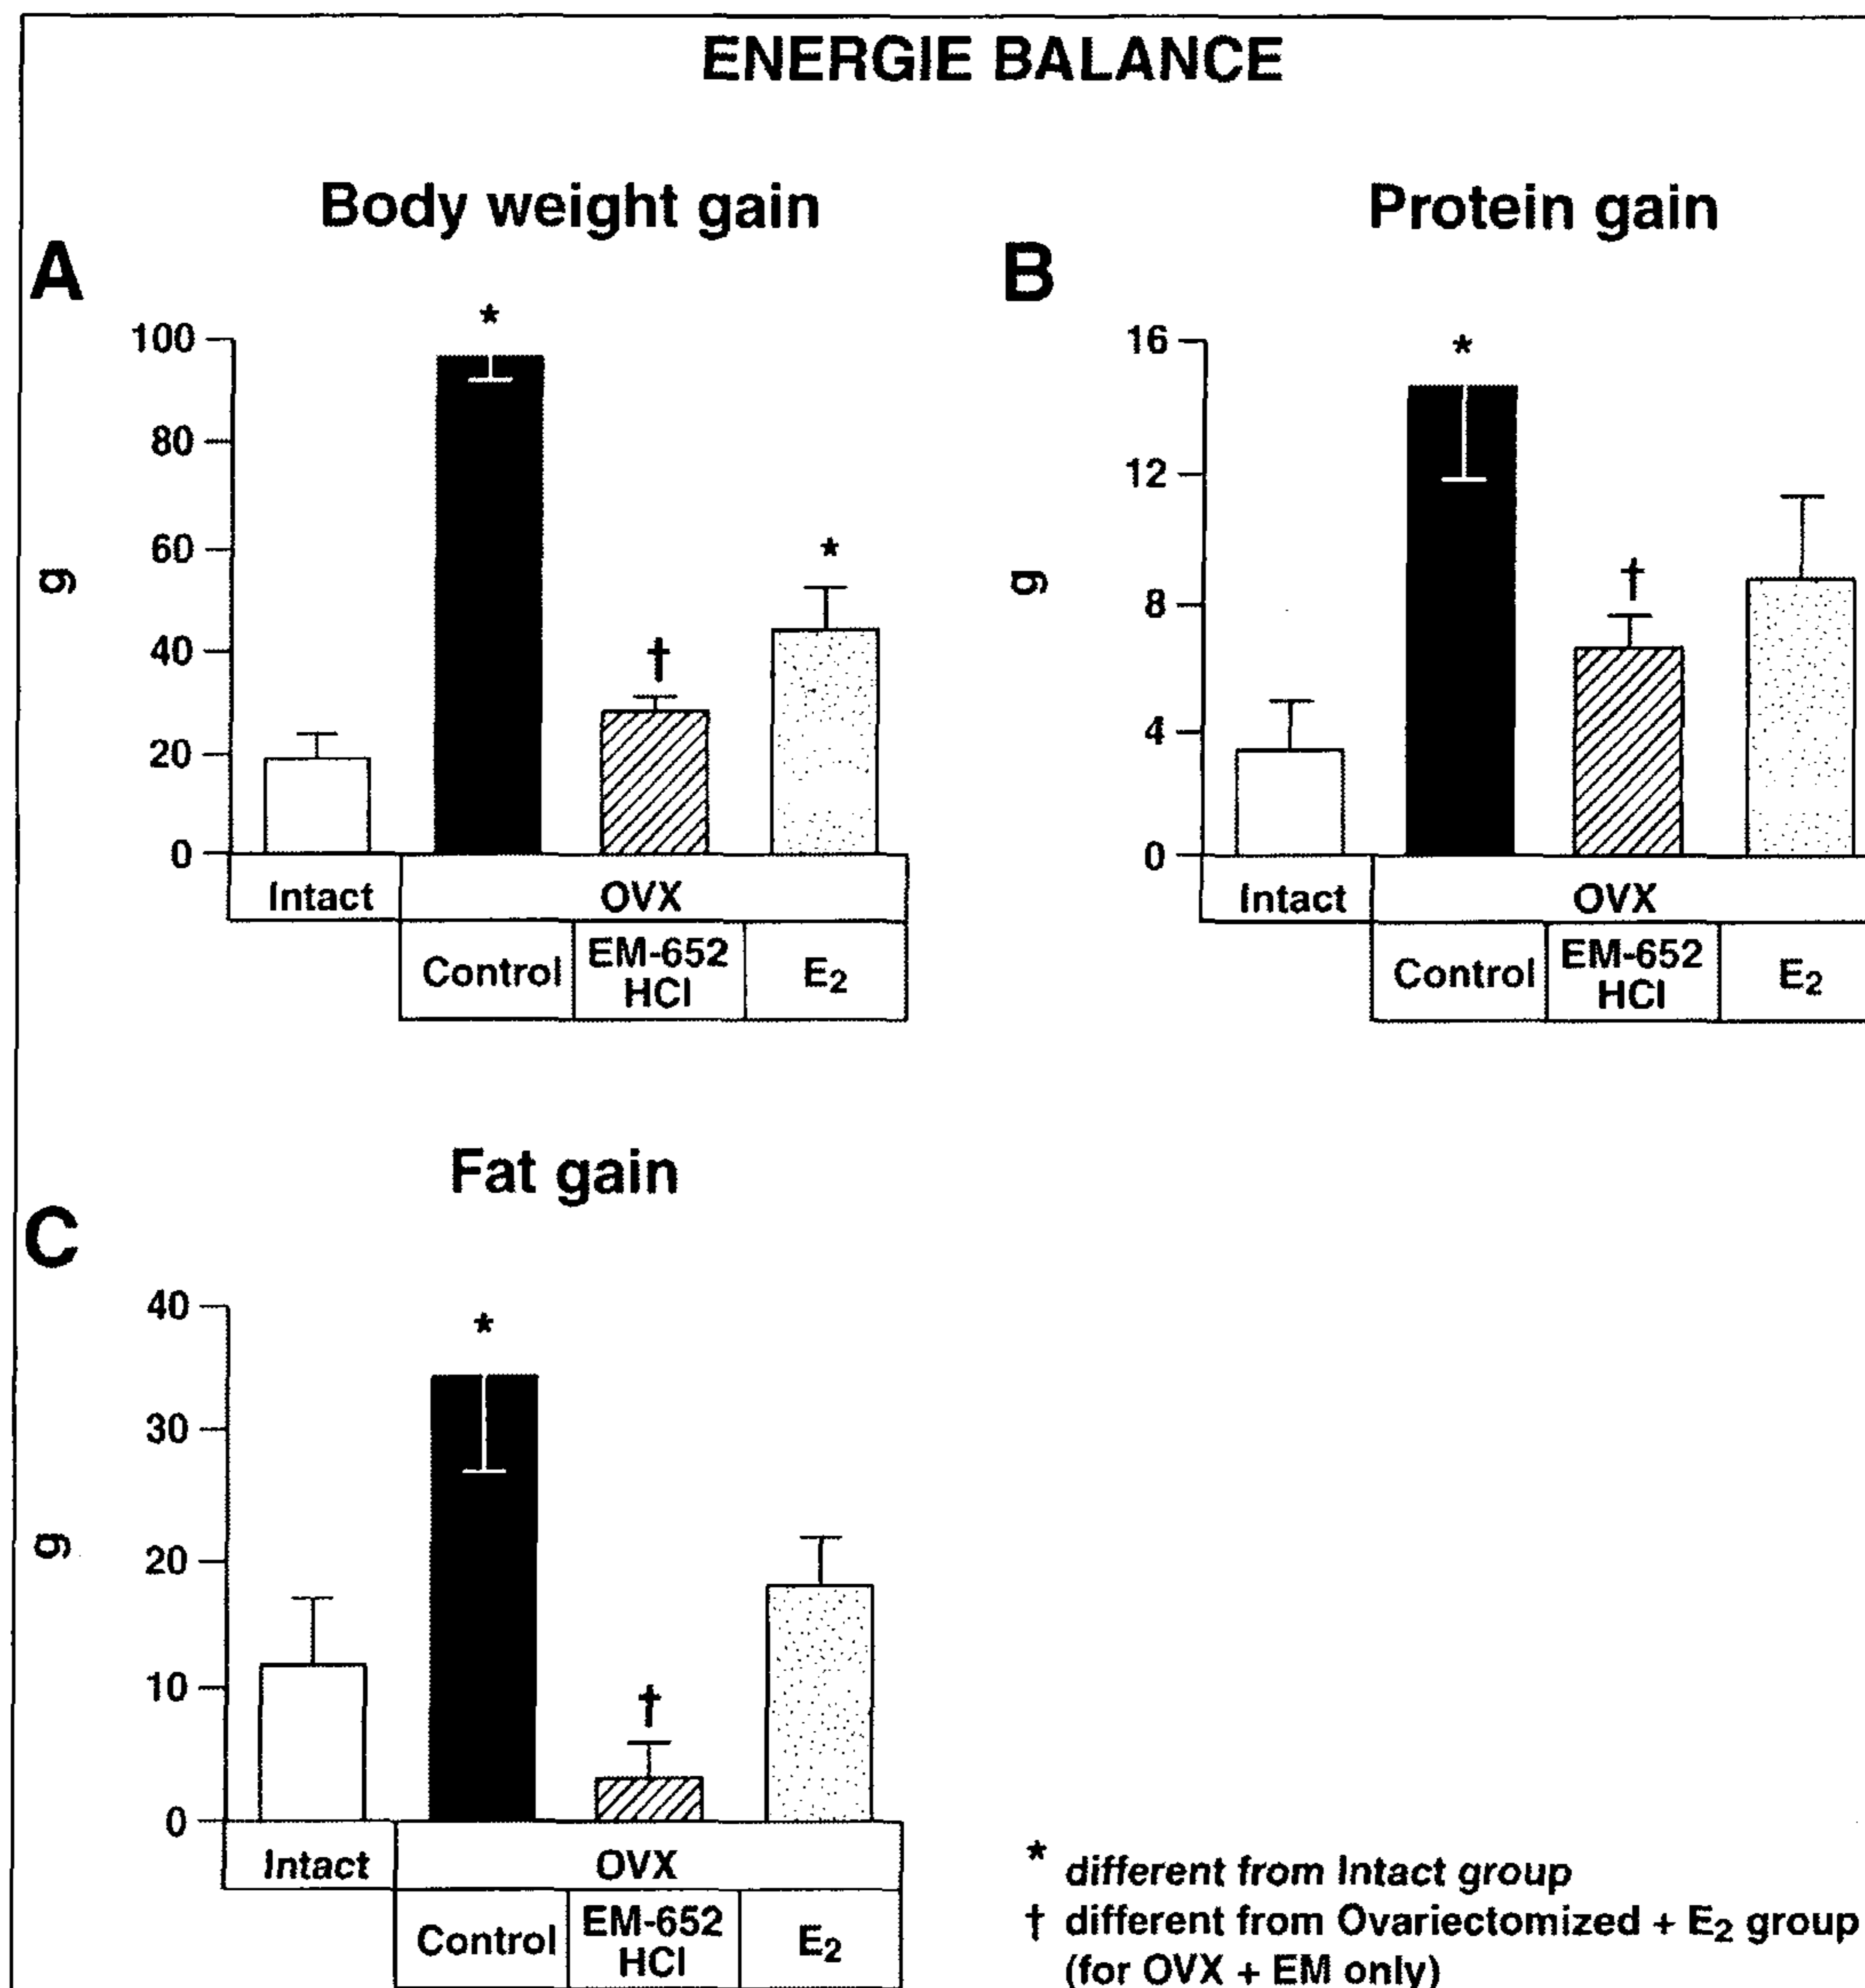 ENERGIE BALANCE
Body weight gain
A
*
100
80
60
40
20
0
g
†
*
Intact
OVX
Control
EM-652
HCl
E₂
Protein gain
B
*
16
12
8
4
0
g
†
Intact
OVX
Control
EM-652
HCl
E₂
Fat gain
C
*
40
30
20
10
0
g
†
Intact
OVX
Control
EM-652
HCl
E₂
* different from Intact group
† different from Ovariectomized + E₂ group
(for OVX + EM only)